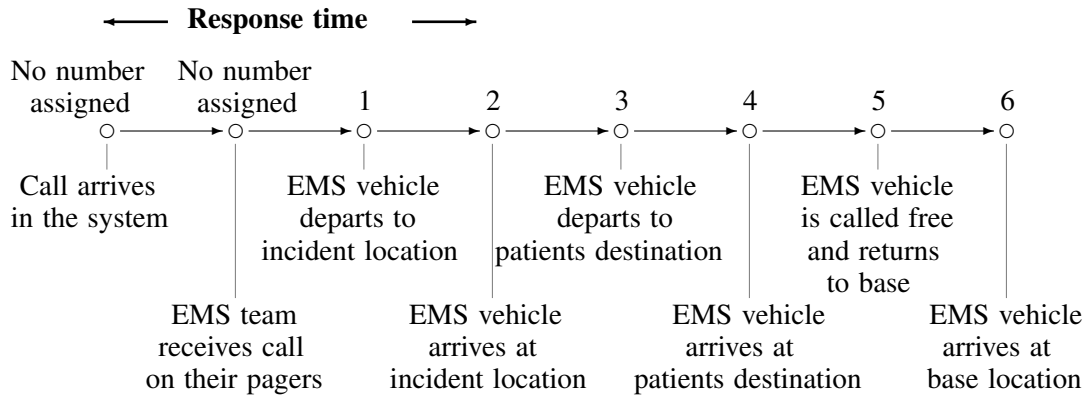 Response time
No number
assigned
No number
assigned
1
2
3
4
5
6
Call arrives
in the system
EMS vehicle
departs to
incident location
EMS vehicle
departs to
patients destination
EMS vehicle
is called free
and returns
to base
EMS team
receives call
on their pagers
EMS vehicle
arrives at
incident location
EMS vehicle
arrives at
patients destination
EMS vehicle
arrives at
base location